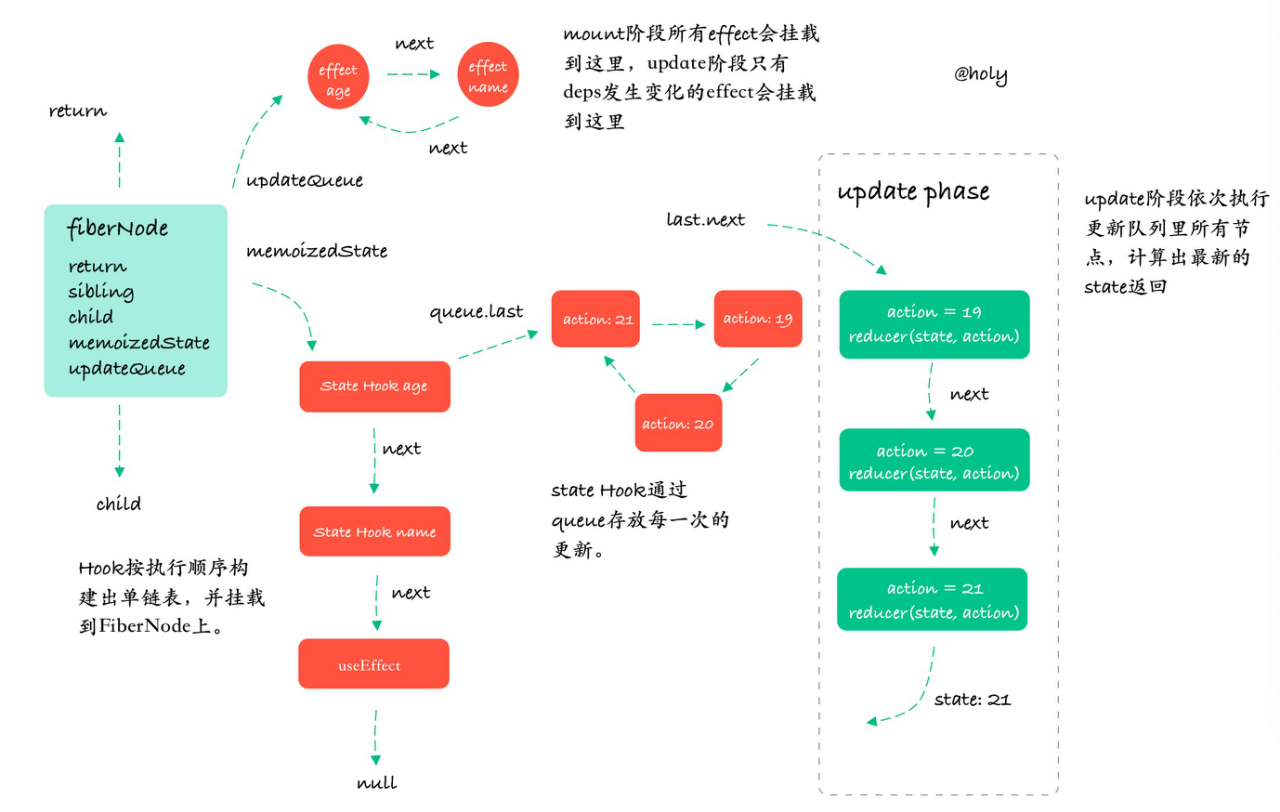 next
effect
age
effect
name
next
mount阶段所有effect会挂载
到这里，update阶段只有
deps发生变化的effect会挂载
到这里
@holy
return
updateQueue
fiberNode
return
sibling
child
memoizedState
updateQueue
memoizedState
child
Hook按执行顺序构
建出单链表，并挂载
到FiberNode上。
State Hook age
next
State Hook name
next
useEffect
null
queue.last
action: 21
action: 19
action: 20
state Hook通过
queue存放每一次的
更新。
last.next
update phase
action = 19
reducer(state, action)
next
action = 20
reducer(state, action)
next
action = 21
reducer(state, action)
state: 21
update阶段依次执行
更新队列里所有节
点，计算出最新的
state返回